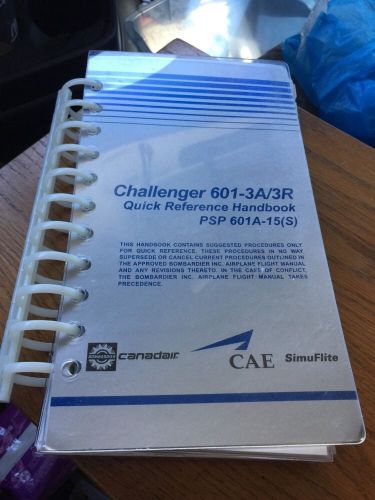 Challenger 601-3A/3R
Quick Reference Handbook
PSP 601A-15(S)
THIS HANDBOOK CONTAINS SUGGESTED PROCEDURES ONLY
FOR QUICK REFERENCE. THESE PROCEDURES IN NO WAY
SUPERSEDE OR CANCEL CURRENT PROCEDURES OUTLINED IN
THE APPROVED BOMBARDIER INC. AIRPLANE FLIGHT MANUAL
AND ANY REVISIONS THERETO. IN THE CASE OF CONFLICT,
THE BOMBARDIER INC. AIRPLANE FLIGHT MANUAL TAKES
PRECEDENCE.
BOMBARDIER canadair CAE SimuFlite